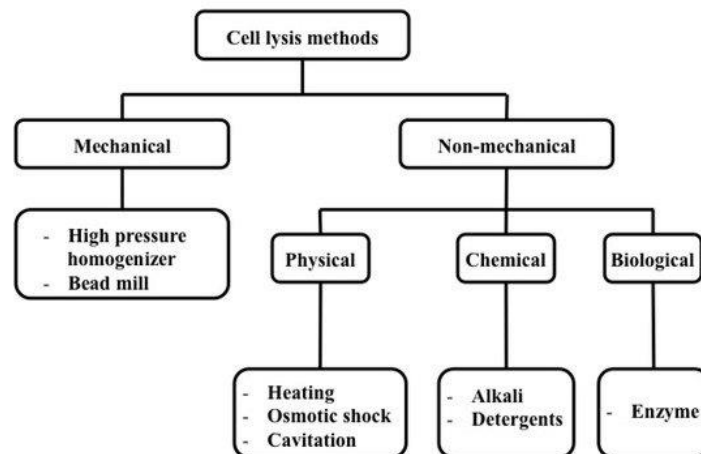 Cell lysis methods
Mechanical
Non-mechanical
- High pressure
homogenizer
- Bead mill
Physical
Chemical
Biological
- Heating
- Osmotic shock
- Cavitation
- Alkali
- Detergents
- Enzyme